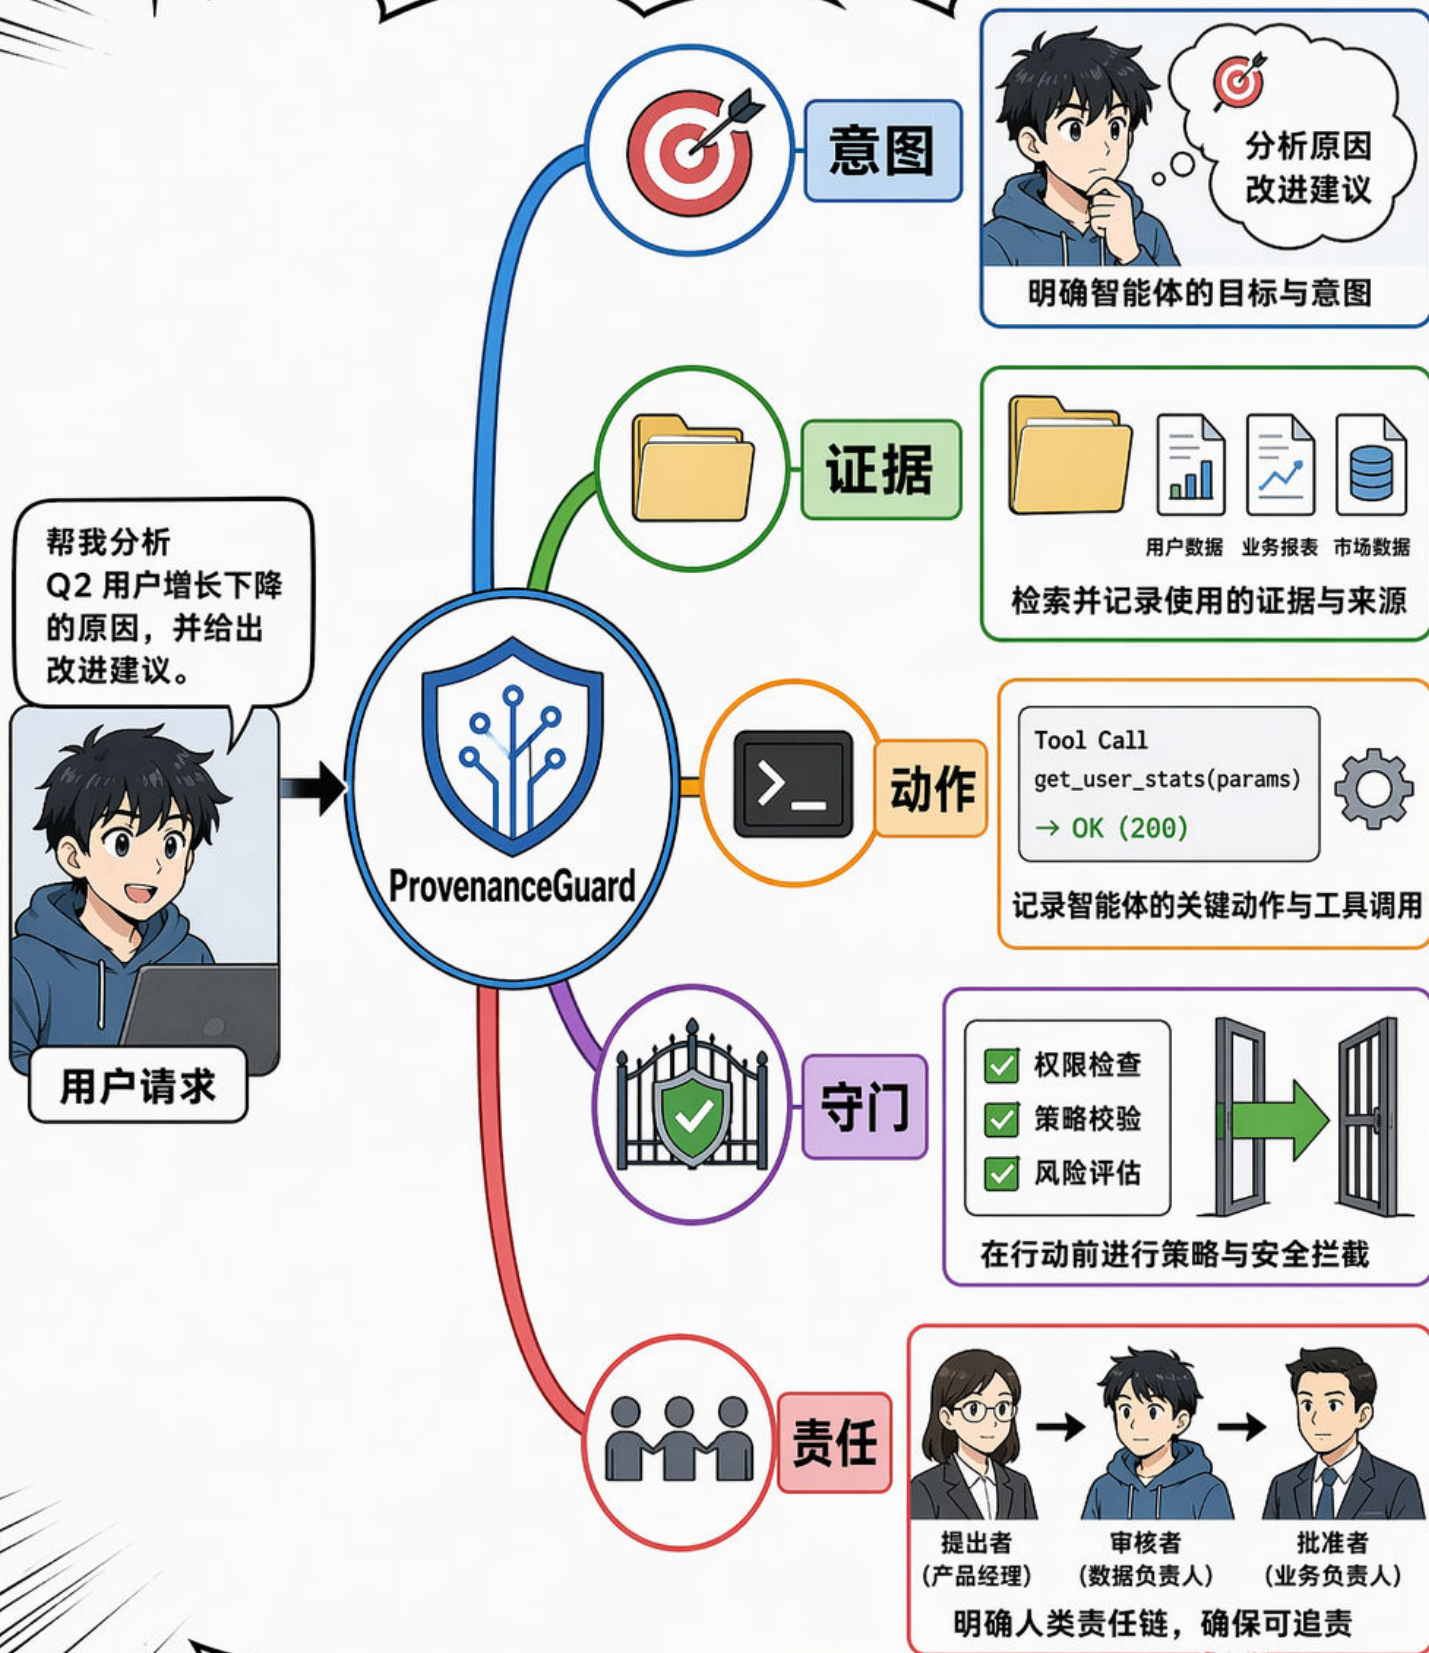 帮我分析
Q2 用户增长下降
的原因，并给出
改进建议。
用户请求
ProvenanceGuard
意图
分析原因
改进建议
明确智能体的目标与意图
证据
用户数据 业务报表 市场数据
检索并记录使用的证据与来源
动作
Tool Call
get_user_stats(params)
→ OK (200)
记录智能体的关键动作与工具调用
守门
权限检查
策略校验
风险评估
在行动前进行策略与安全拦截
责任
提出者
(产品经理)
审核者
(数据负责人)
批准者
(业务负责人)
明确人类责任链，确保可追责